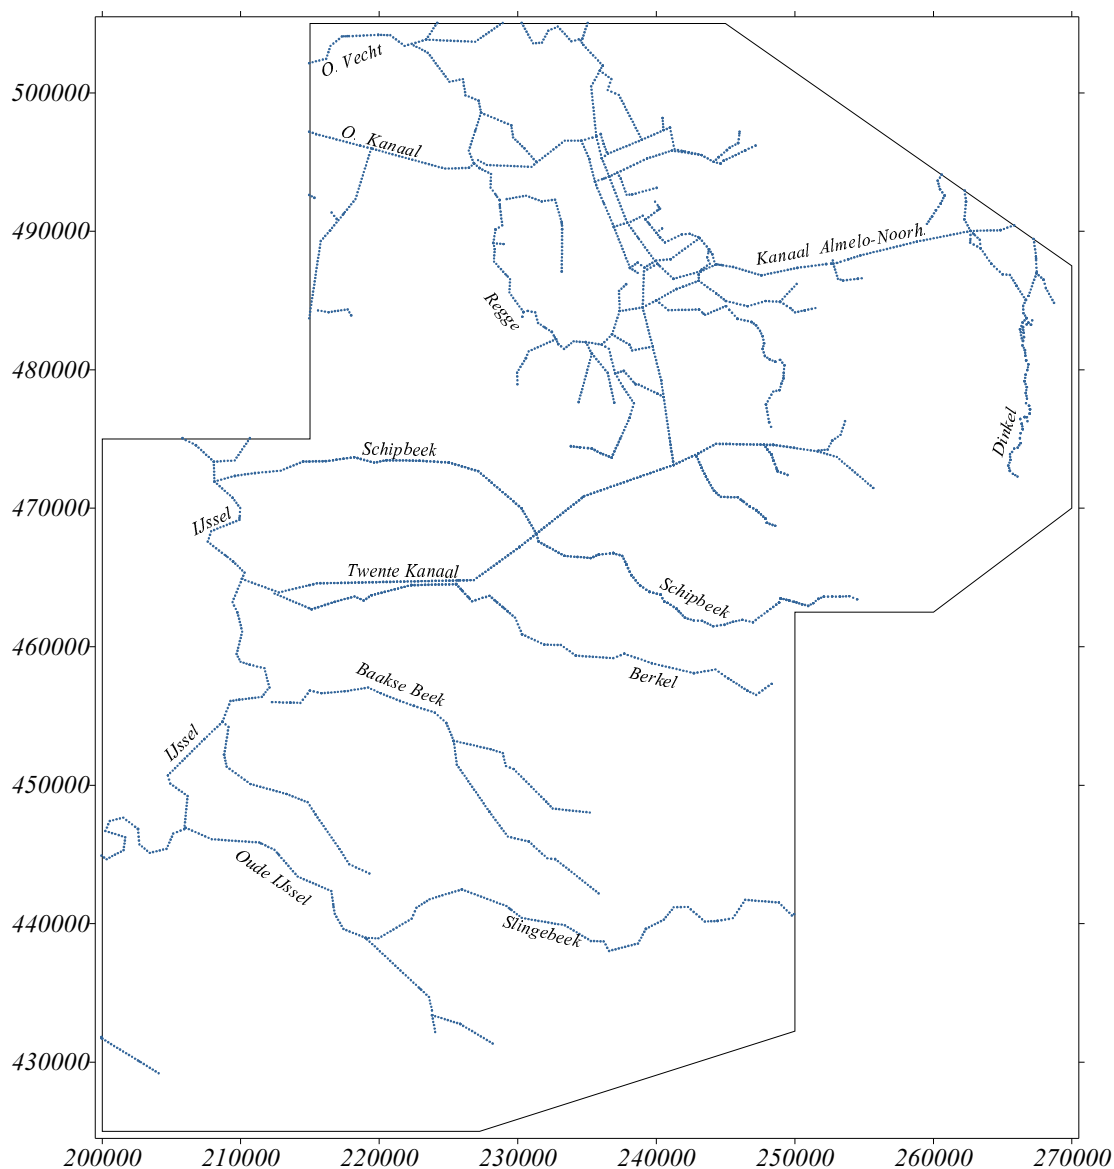 O. Vecht
500000
O. Kanaal
490000
Kanaal Almelo-Noorh.
Regge
480000
Dinkel
Schipbeek
470000
IJssel
Twente Kanaal
Schipbeek
460000
Berkel
Baakse Beek
IJssel
450000
Oude IJssel
440000
Slingebeek
430000
200000 210000 220000 230000 240000 250000 260000 270000